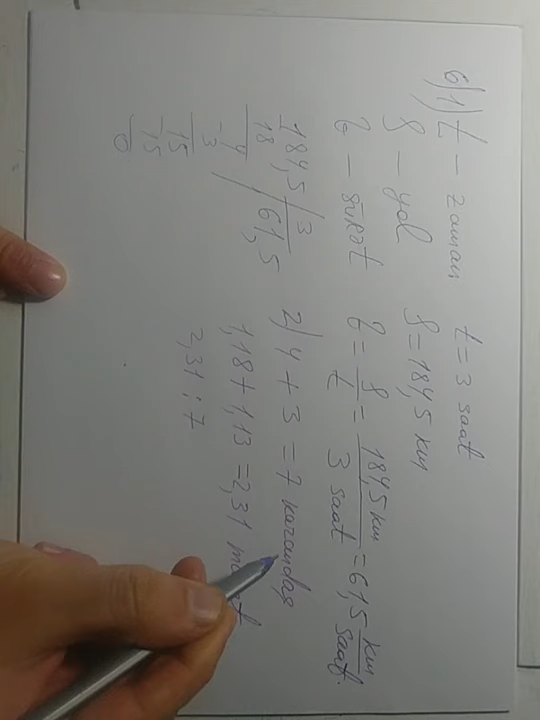 6) 1) t – zaman
t = 3 saat
S – yol
S = 184,5 km
υ – sürət
υ = S/t = 184,5 km / 3 saat = 61,5 km/saat.
184,5 | 3
18 | 61,5
4
-3
15
-15
0
2) 4 + 3 = 7 karandaş
1,18 + 1,13 = 2,31
2,31 : 7